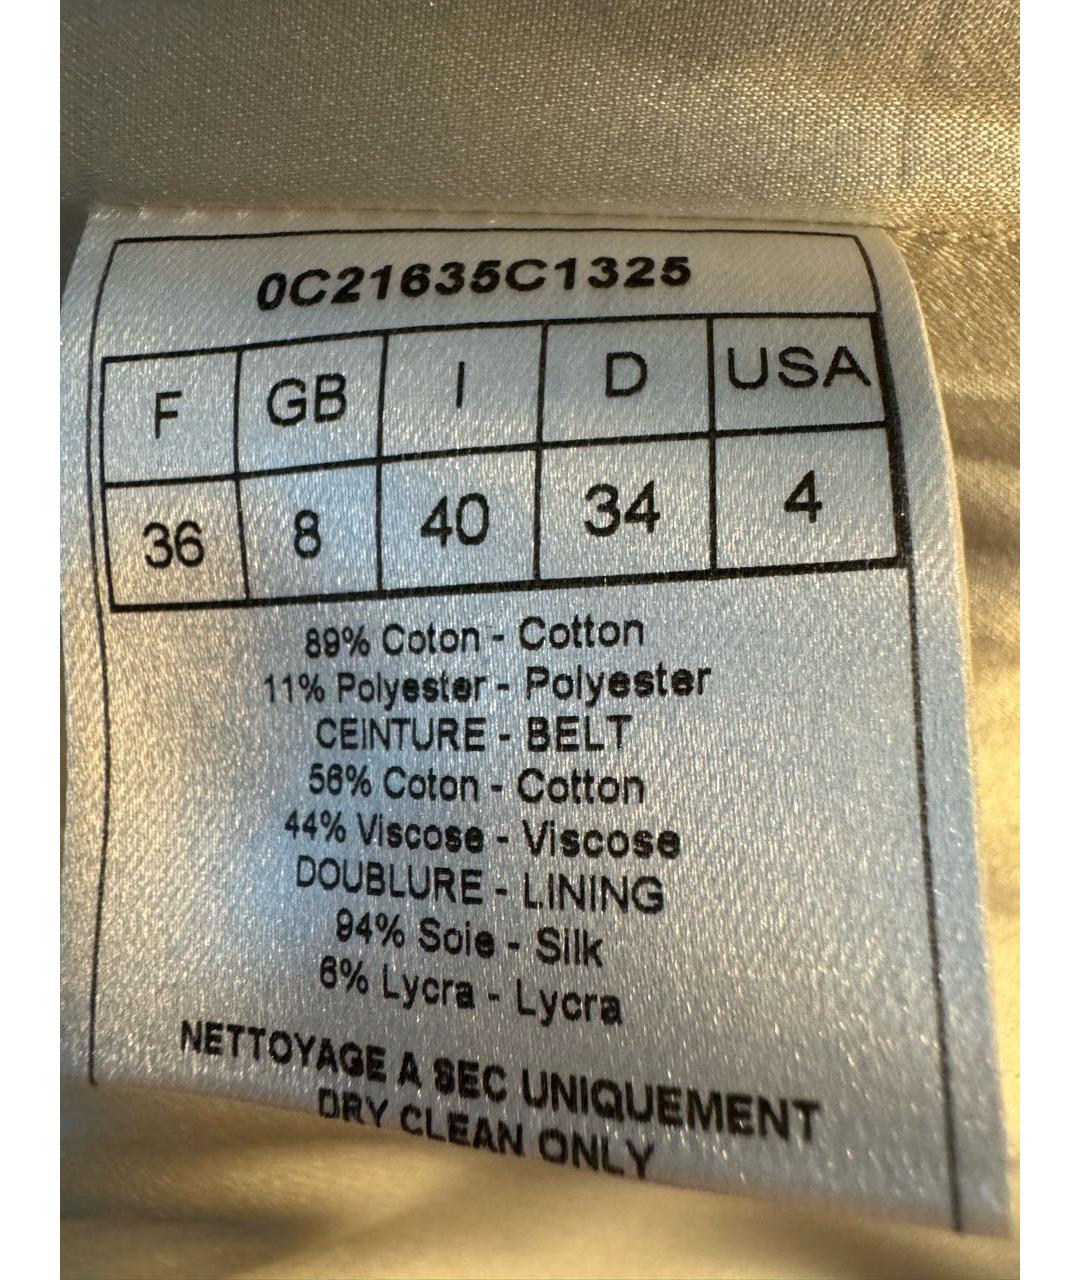 0C21635C1325
F GB I D USA
36 8 40 34 4
89% Coton - Cotton
11% Polyester - Polyester
CEINTURE - BELT
56% Coton - Cotton
44% Viscose - Viscose
DOUBLURE - LINING
94% Soie - Silk
6% Lycra - Lycra
NETTOYAGE A SEC UNIQUEMENT
DRY CLEAN ONLY